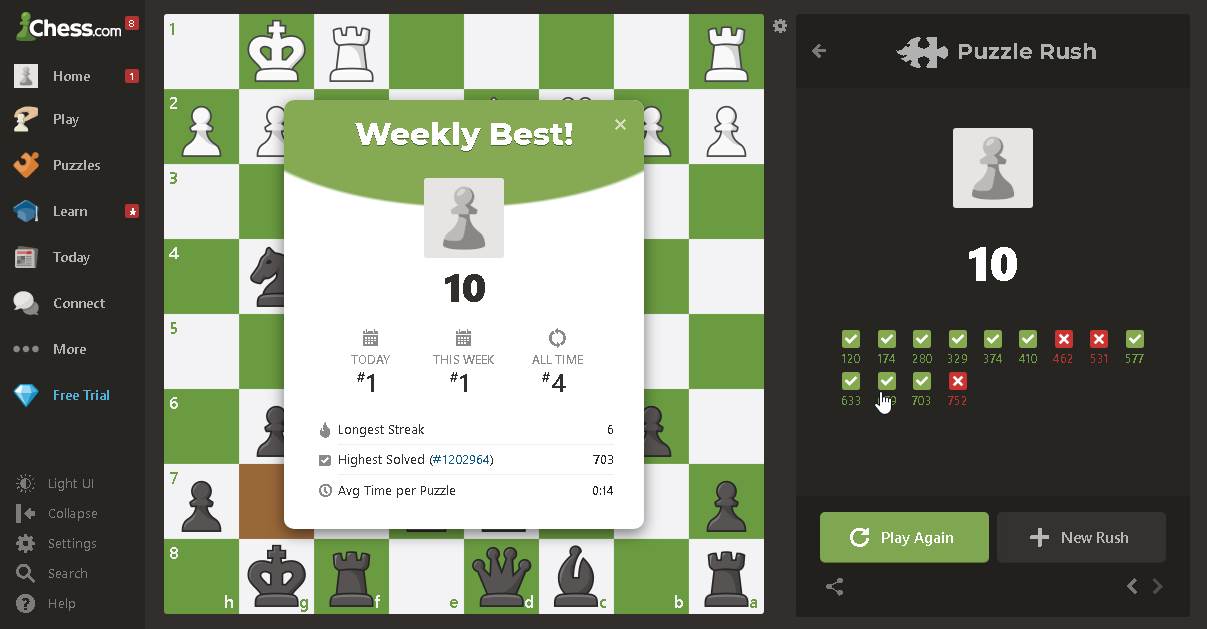 Chess.com 8
Home 1
Play
Puzzles
Learn
Today
Connect
More
Free Trial
Light UI
Collapse
Settings
Search
Help
1
2
3
4
5
6
7
8
h g f e d c b a
Weekly Best!
10
TODAY THIS WEEK ALL TIME
#1 #1 #4
Longest Streak 6
Highest Solved (#1202964) 703
Avg Time per Puzzle 0:14
Puzzle Rush
10
120 174 280 329 374 410 462 531 577
633 703 752
Play Again
New Rush